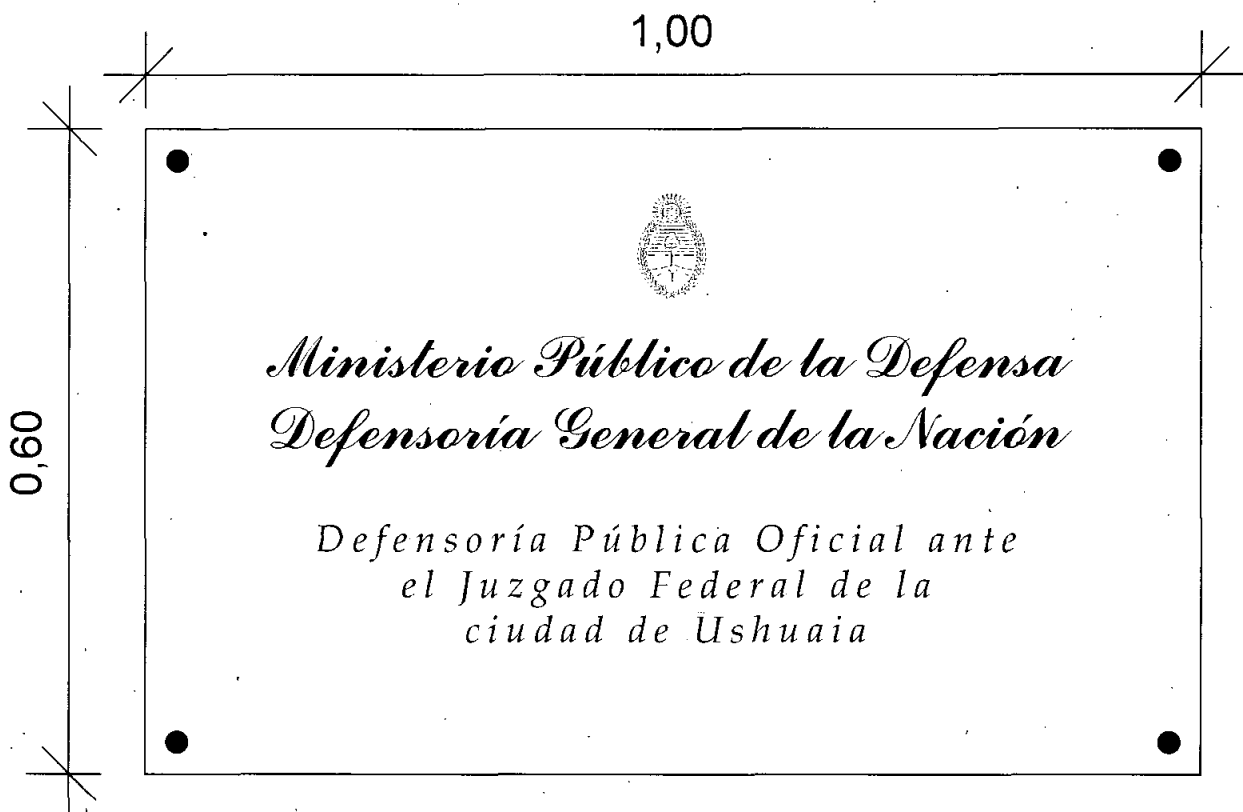 1,00
0,60
Ministerio Público de la Defensa
Defensoría General de la Nación
Defensoría Pública Oficial ante
el Juzgado Federal de la
ciudad de Ushuaia